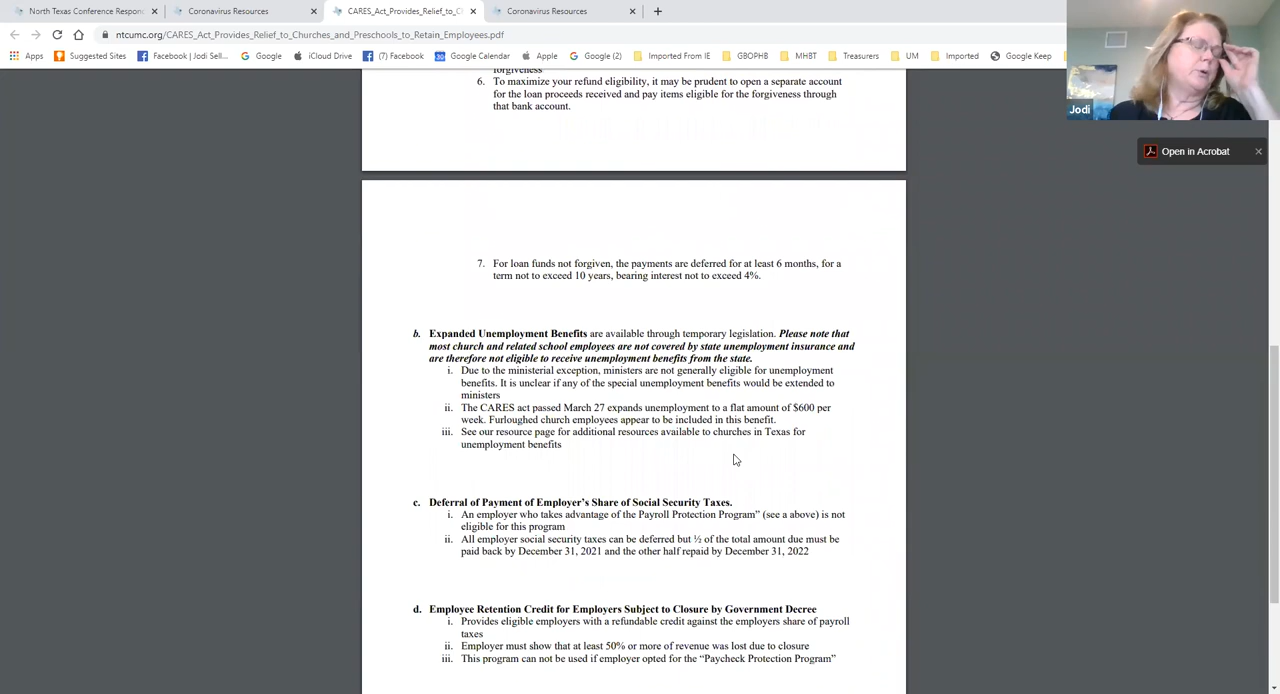 North Texas Conference Respon
Coronavirus Resources
CARES_Act_Provides_Relief_to_C
Coronavirus Resources
ntcumc.org/CARES_Act_Provides_Relief_to_Churches_and_Preschools_to_Retain_Employees.pdf
Apps Suggested Sites Facebook | Jodi Sell... Google iCloud Drive (7) Facebook Google Calendar Apple Google (2) Imported From IE GBOPHB MHBT Treasurers UM Imported Google Keep
Jodi
Open in Acrobat
forgiveness
6. To maximize your refund eligibility, it may be prudent to open a separate account
for the loan proceeds received and pay items eligible for the forgiveness through
that bank account.
7. For loan funds not forgiven, the payments are deferred for at least 6 months, for a
term not to exceed 10 years, bearing interest not to exceed 4%.
b. Expanded Unemployment Benefits are available through temporary legislation. Please note that
most church and related school employees are not covered by state unemployment insurance and
are therefore not eligible to receive unemployment benefits from the state.
i. Due to the ministerial exception, ministers are not generally eligible for unemployment
benefits. It is unclear if any of the special unemployment benefits would be extended to
ministers
ii. The CARES act passed March 27 expands unemployment to a flat amount of $600 per
week. Furloughed church employees appear to be included in this benefit.
iii. See our resource page for additional resources available to churches in Texas for
unemployment benefits
c. Deferral of Payment of Employer's Share of Social Security Taxes.
i. An employer who takes advantage of the Payroll Protection Program" (see a above) is not
eligible for this program
ii. All employer social security taxes can be deferred but ½ of the total amount due must be
paid back by December 31, 2021 and the other half repaid by December 31, 2022
d. Employee Retention Credit for Employers Subject to Closure by Government Decree
i. Provides eligible employers with a refundable credit against the employers share of payroll
taxes
ii. Employer must show that at least 50% or more of revenue was lost due to closure
iii. This program can not be used if employer opted for the "Paycheck Protection Program"